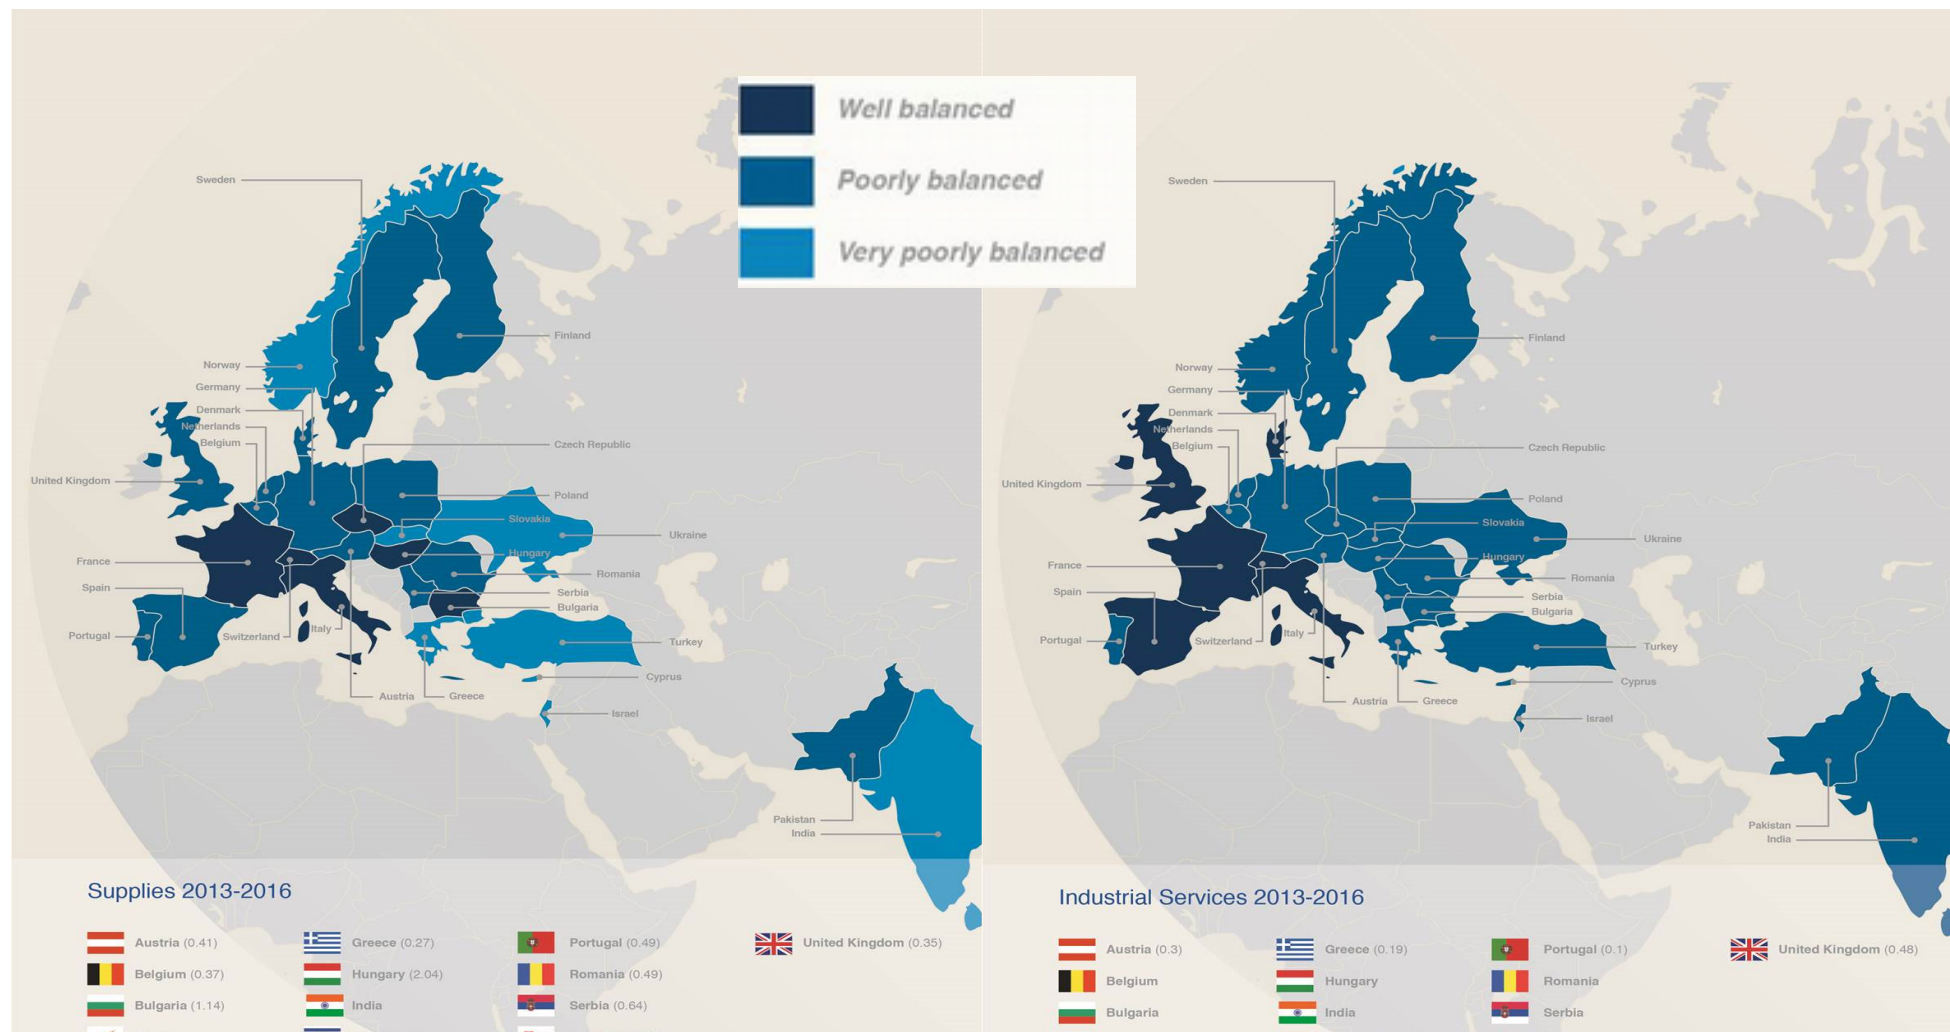 Well balanced
Poorly balanced
Very poorly balanced
Sweden
Finland
Norway
Germany
Denmark
Netherlands
Belgium
Czech Republic
United Kingdom
Poland
Slovakia
Ukraine
France
Hungary
Romania
Spain
Serbia
Bulgaria
Portugal
Switzerland
Italy
Turkey
Cyprus
Austria
Greece
Israel
Pakistan
India
Supplies 2013-2016
Austria (0.41)
Greece (0.27)
Portugal (0.49)
United Kingdom (0.35)
Belgium (0.37)
Hungary (2.04)
Romania (0.49)
Bulgaria (1.14)
India
Serbia (0.64)
Sweden
Finland
Norway
Germany
Denmark
Netherlands
Belgium
Czech Republic
United Kingdom
Poland
Slovakia
Ukraine
France
Hungary
Romania
Spain
Serbia
Bulgaria
Portugal
Switzerland
Italy
Turkey
Cyprus
Austria
Greece
Israel
Pakistan
India
Industrial Services 2013-2016
Austria (0.3)
Greece (0.19)
Portugal (0.1)
United Kingdom (0.48)
Belgium
Hungary
Romania
Bulgaria
India
Serbia